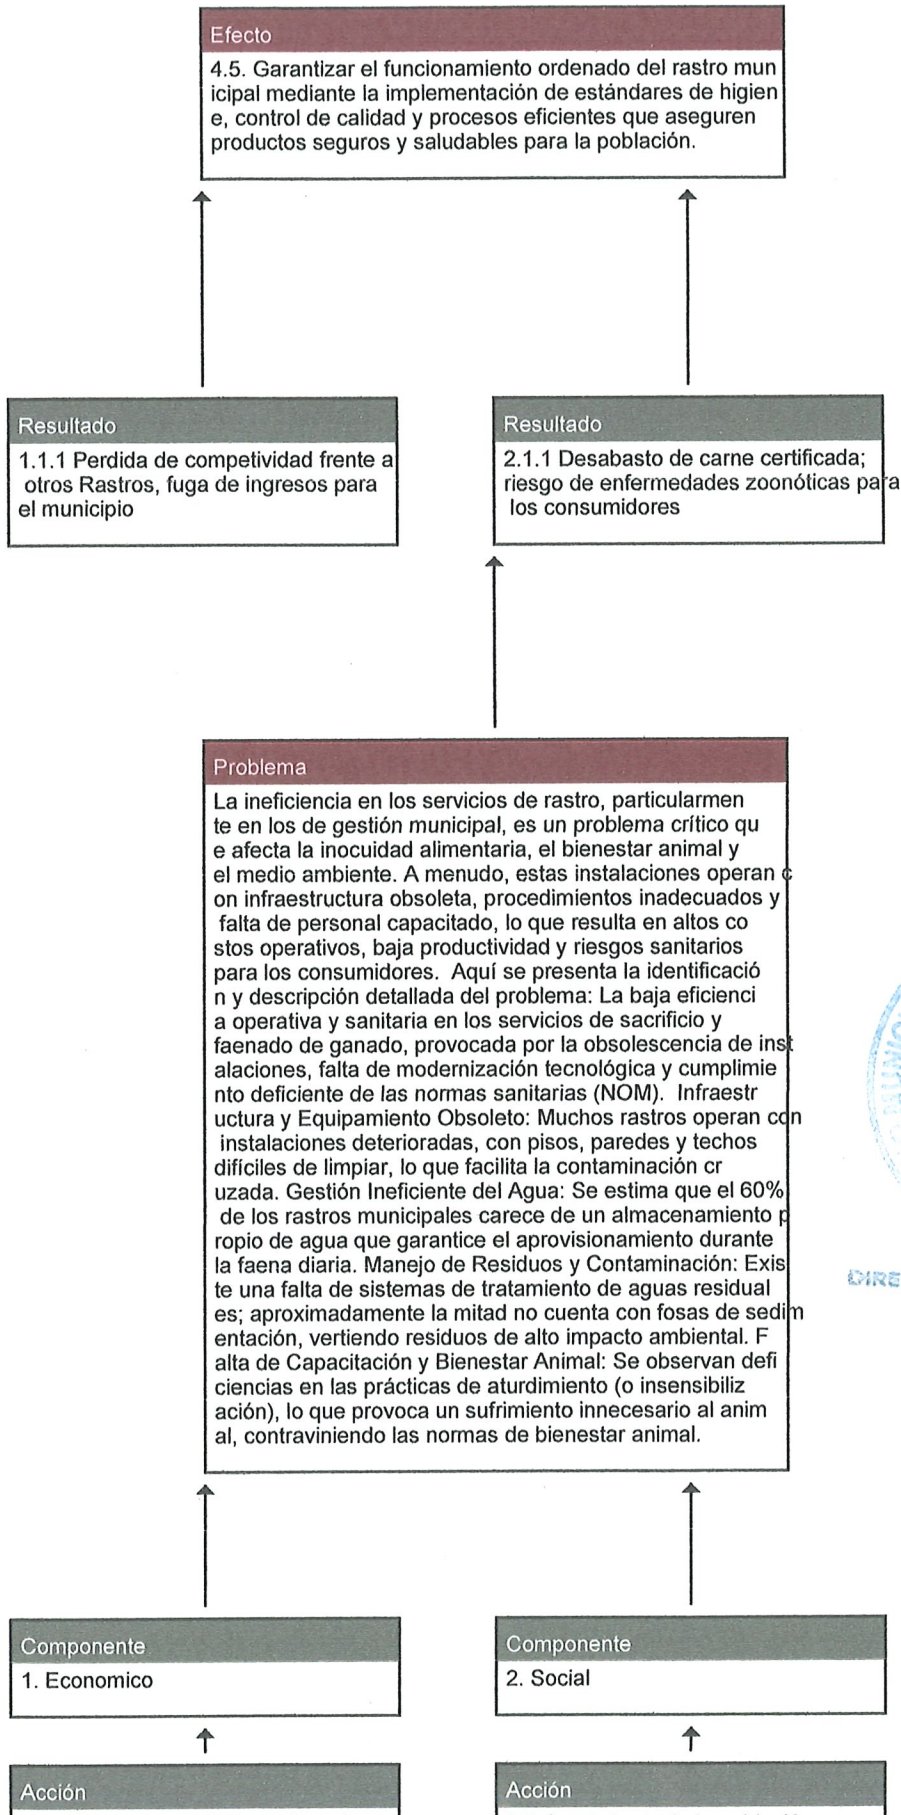 Efecto
4.5. Garantizar el funcionamiento ordenado del rastro mun
icipal mediante la implementación de estándares de higien
e, control de calidad y procesos eficientes que aseguren
productos seguros y saludables para la población.
Resultado
1.1.1 Perdida de competividad frente a
otros Rastros, fuga de ingresos para
el municipio
Resultado
2.1.1 Desabasto de carne certificada;
riesgo de enfermedades zoonóticas para
los consumidores
Problema
La ineficiencia en los servicios de rastro, particularmen
te en los de gestión municipal, es un problema crítico qu
e afecta la inocuidad alimentaria, el bienestar animal y
el medio ambiente. A menudo, estas instalaciones operan c
on infraestructura obsoleta, procedimientos inadecuados y
falta de personal capacitado, lo que resulta en altos co
stos operativos, baja productividad y riesgos sanitarios
para los consumidores.  Aquí se presenta la identificació
n y descripción detallada del problema: La baja eficienci
a operativa y sanitaria en los servicios de sacrificio y
faenado de ganado, provocada por la obsolescencia de inst
alaciones, falta de modernización tecnológica y cumplimie
nto deficiente de las normas sanitarias (NOM).  Infraestr
uctura y Equipamiento Obsoleto: Muchos rastros operan con
instalaciones deterioradas, con pisos, paredes y techos
difíciles de limpiar, lo que facilita la contaminación cr
uzada. Gestión Ineficiente del Agua: Se estima que el 60%
de los rastros municipales carece de un almacenamiento p
ropio de agua que garantice el aprovisionamiento durante
la faena diaria. Manejo de Residuos y Contaminación: Exis
te una falta de sistemas de tratamiento de aguas residual
es; aproximadamente la mitad no cuenta con fosas de sedim
entación, vertiendo residuos de alto impacto ambiental. F
alta de Capacitación y Bienestar Animal: Se observan defi
ciencias en las prácticas de aturdimiento (o insensibiliz
ación), lo que provoca un sufrimiento innecesario al anim
al, contraviniendo las normas de bienestar animal.
DIRE
Componente
1. Economico
Componente
2. Social
Acción
Acción